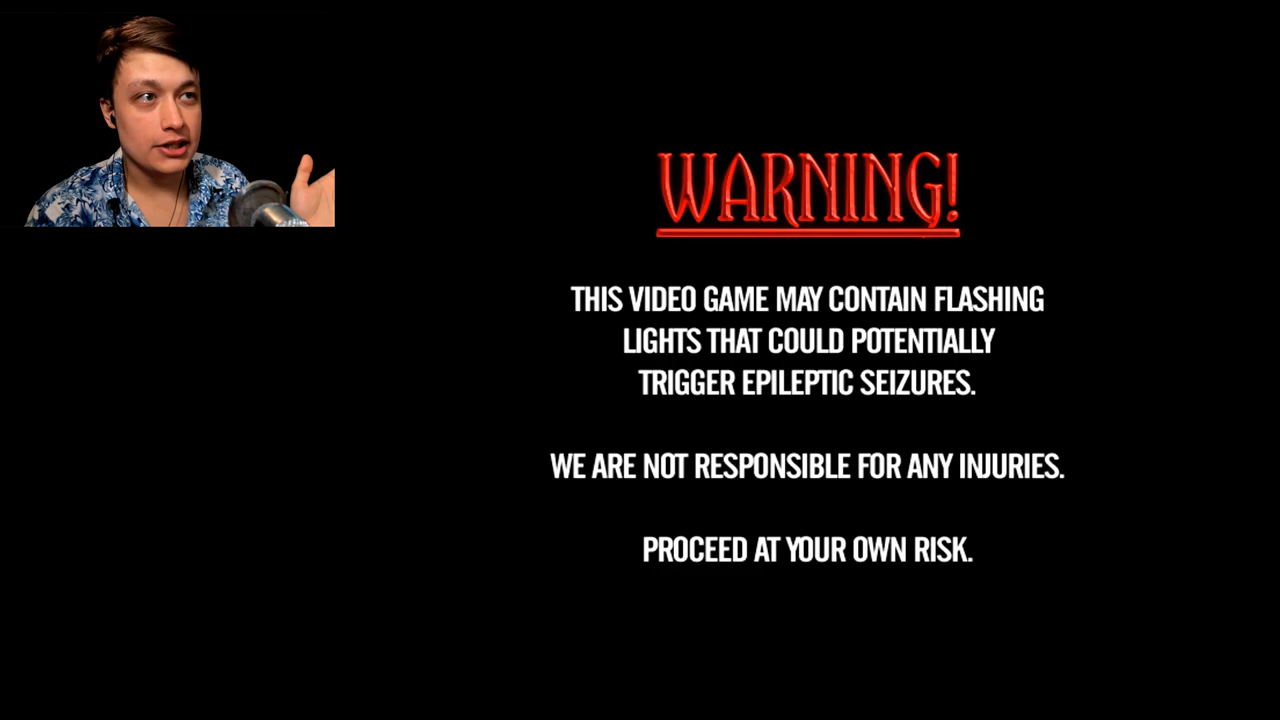 WARNING!
THIS VIDEO GAME MAY CONTAIN FLASHING
LIGHTS THAT COULD POTENTIALLY
TRIGGER EPILEPTIC SEIZURES.
WE ARE NOT RESPONSIBLE FOR ANY INJURIES.
PROCEED AT YOUR OWN RISK.